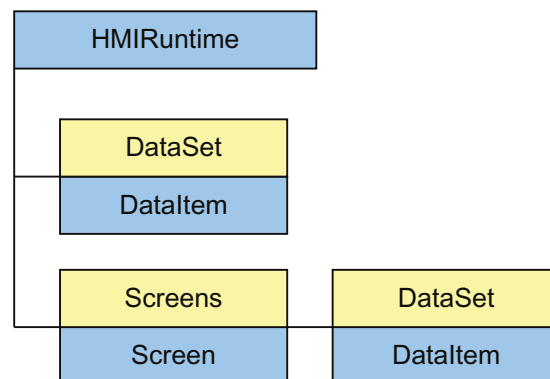 HMIRuntime
DataSet
DataItem
Screens
DataSet
Screen
DataItem